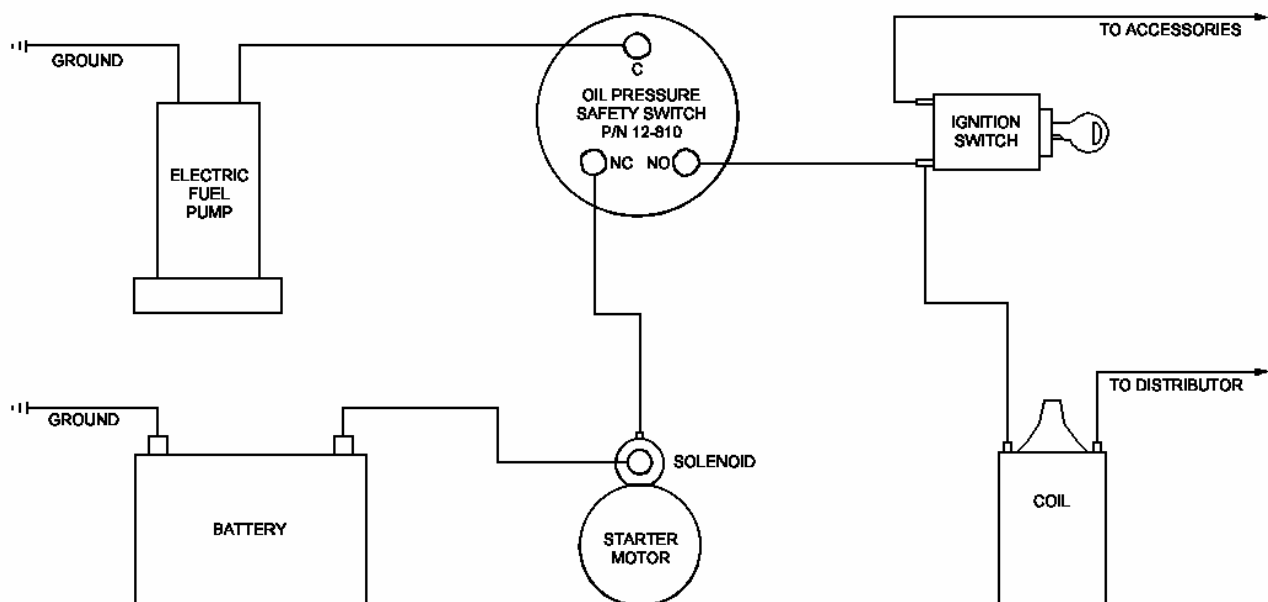 TO ACCESSORIES
GROUND
C
OIL PRESSURE
SAFETY SWITCH
P/N 12-810
NC NO
IGNITION
SWITCH
ELECTRIC
FUEL
PUMP
GROUND
TO DISTRIBUTOR
SOLENOID
BATTERY
STARTER
MOTOR
COIL